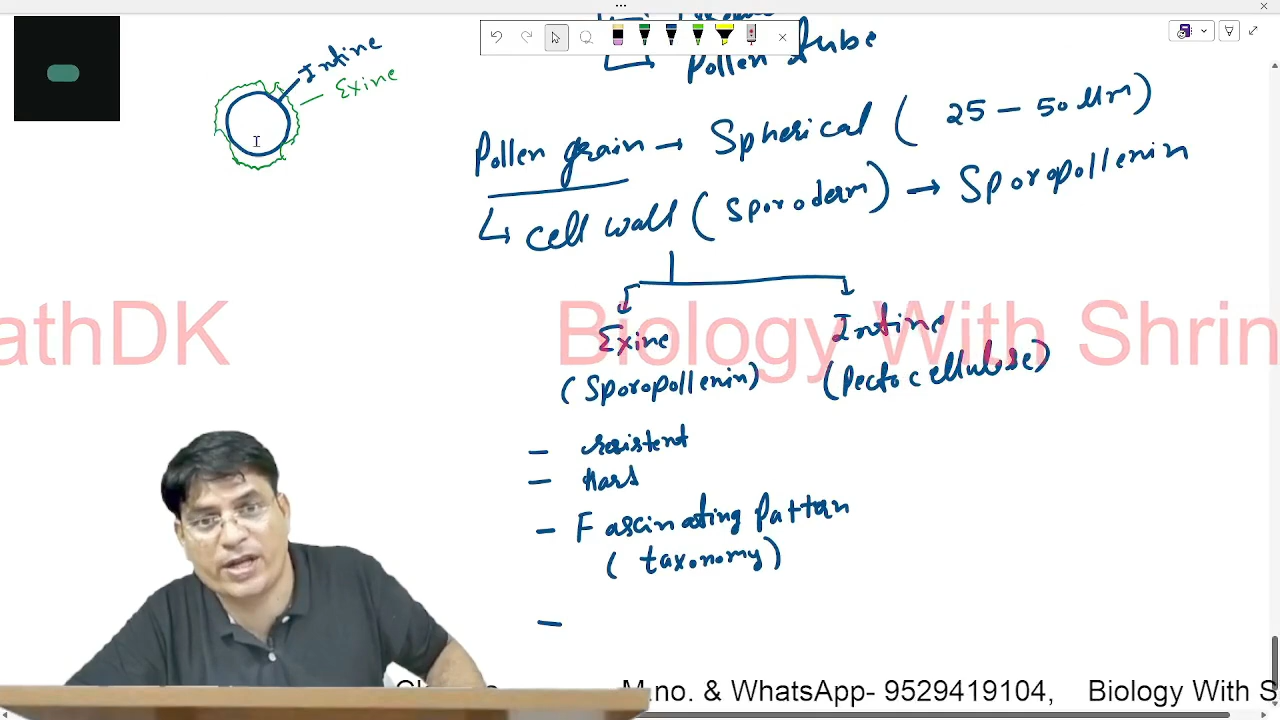 Pollen tube
Intine
Exine
Pollen grain → Spherical ( 25 - 50 µm)
↳ cell wall ( sporoderm) → Sporopollenin
athDK Biology With Shrin
Exine Intine
( Sporopollenin) (Pectocellulose)
- resistent
- Hard
- Fascinating Pattern
( taxonomy)
-
M.no. & WhatsApp- 9529419104, Biology With S